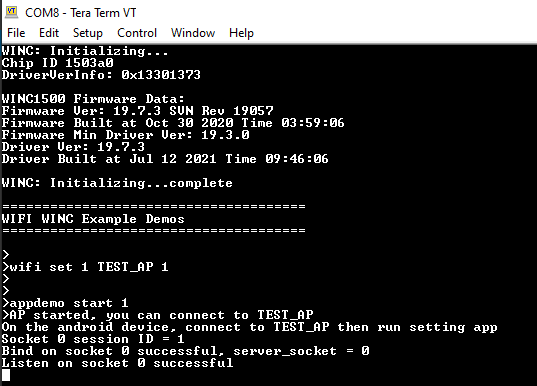 COM8 - Tera Term VT
File Edit Setup Control Window Help
WINC: Initializing...
Chip ID 1503a0
DriverVerInfo: 0x13301373
WINC1500 Firmware Data:
Firmware Ver: 19.7.3 SVN Rev 19057
Firmware Built at Oct 30 2020 Time 03:59:06
Firmware Min Driver Ver: 19.3.0
Driver Ver: 19.7.3
Driver Built at Jul 12 2021 Time 09:46:06
WINC: Initializing...complete
======================================
WIFI WINC Example Demos
======================================
>
>wifi set 1 TEST_AP 1
>
>
>appdemo start 1
>AP started, you can connect to TEST_AP
On the android device, connect to TEST_AP then run setting app
Socket 0 session ID = 1
Bind on socket 0 successful, server_socket = 0
Listen on socket 0 successful